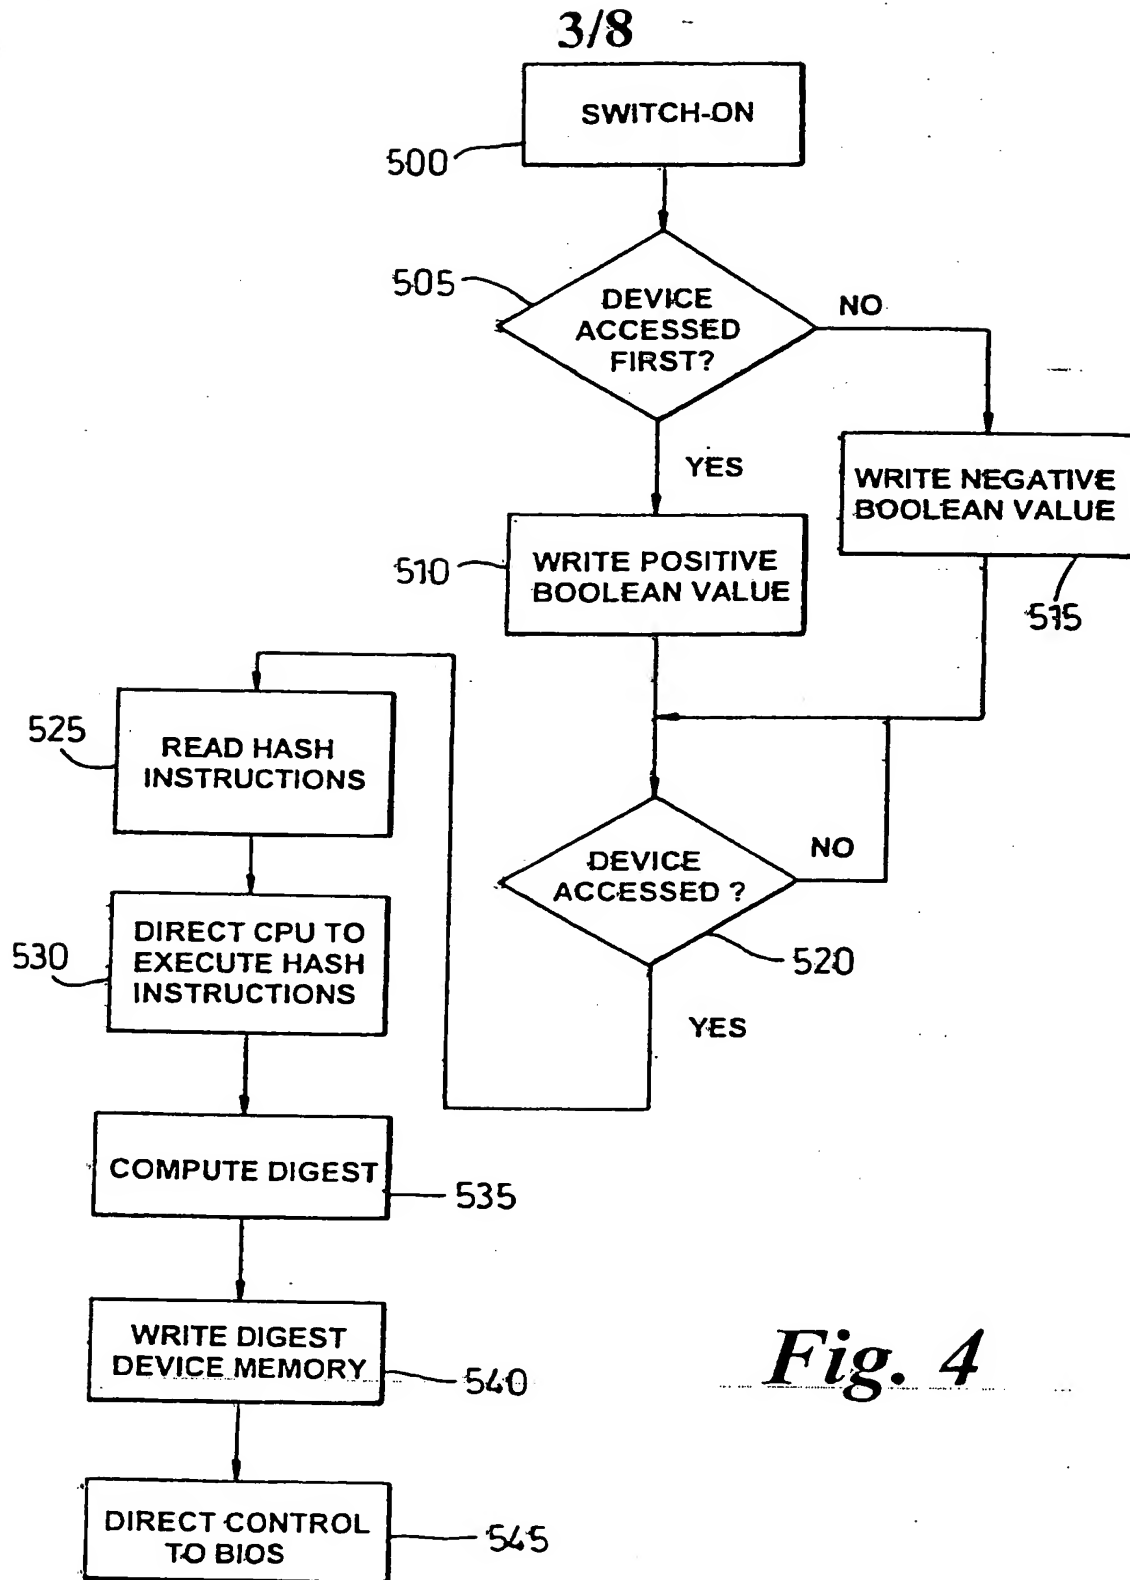 3/8
SWITCH-ON
500
505
DEVICE
ACCESSED
FIRST?
NO
YES
WRITE NEGATIVE
BOOLEAN VALUE
515
510
WRITE POSITIVE
BOOLEAN VALUE
525
READ HASH
INSTRUCTIONS
DEVICE
ACCESSED ?
NO
520
YES
530
DIRECT CPU TO
EXECUTE HASH
INSTRUCTIONS
COMPUTE DIGEST
535
WRITE DIGEST
DEVICE MEMORY
540
Fig. 4
DIRECT CONTROL
TO BIOS
545